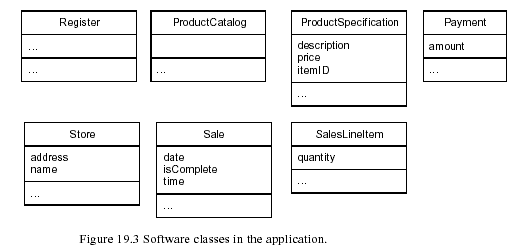 Register
...
...
ProductCatalog
...
ProductSpecification
description
price
itemID
...
Payment
amount
...
Store
address
name
...
Sale
date
isComplete
time
...
SalesLineItem
quantity
...
Figure 19.3 Software classes in the application.